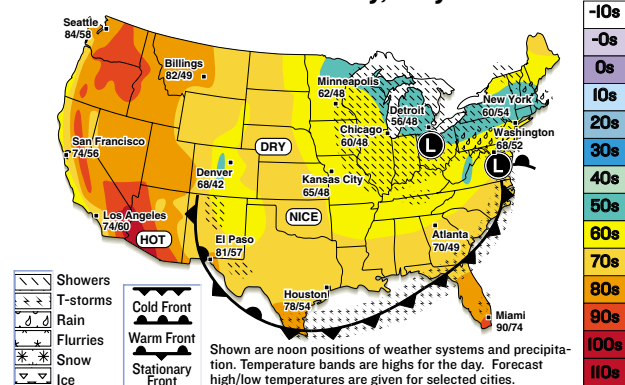 Seattle
84/58
Billings
82/49
Minneapolis
62/48
Detroit
56/48
New York
60/54
Chicago
60/48
Washington
68/52
San Francisco
74/56
DRY
L
L
Denver
68/42
Kansas City
65/48
Los Angeles
74/60
HOT
NICE
El Paso
81/57
Atlanta
70/49
Houston
78/54
Miami
90/74
Showers
T-storms
Rain
Flurries
Snow
Ice
Cold Front
Warm Front
Stationary
Front
Shown are noon positions of weather systems and precipita-
tion. Temperature bands are highs for the day. Forecast
high/low temperatures are given for selected cities.
-10s
-0s
0s
10s
20s
30s
40s
50s
60s
70s
80s
90s
100s
110s